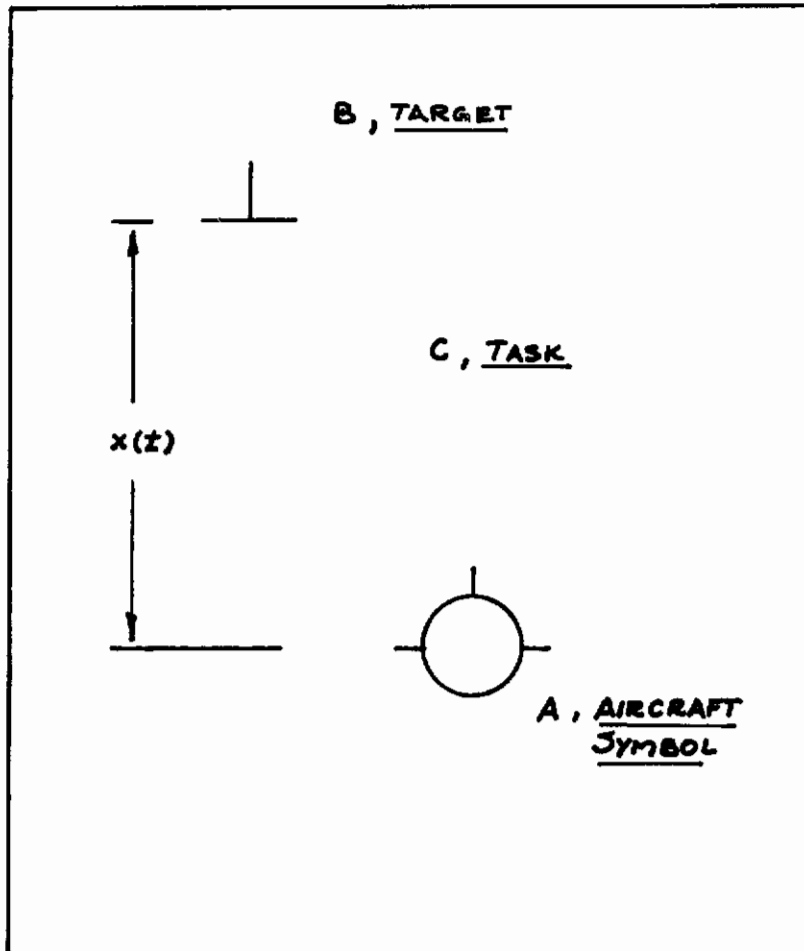 B, TARGET
C, TASK
x(t)
A, AIRCRAFT
SYMBOL